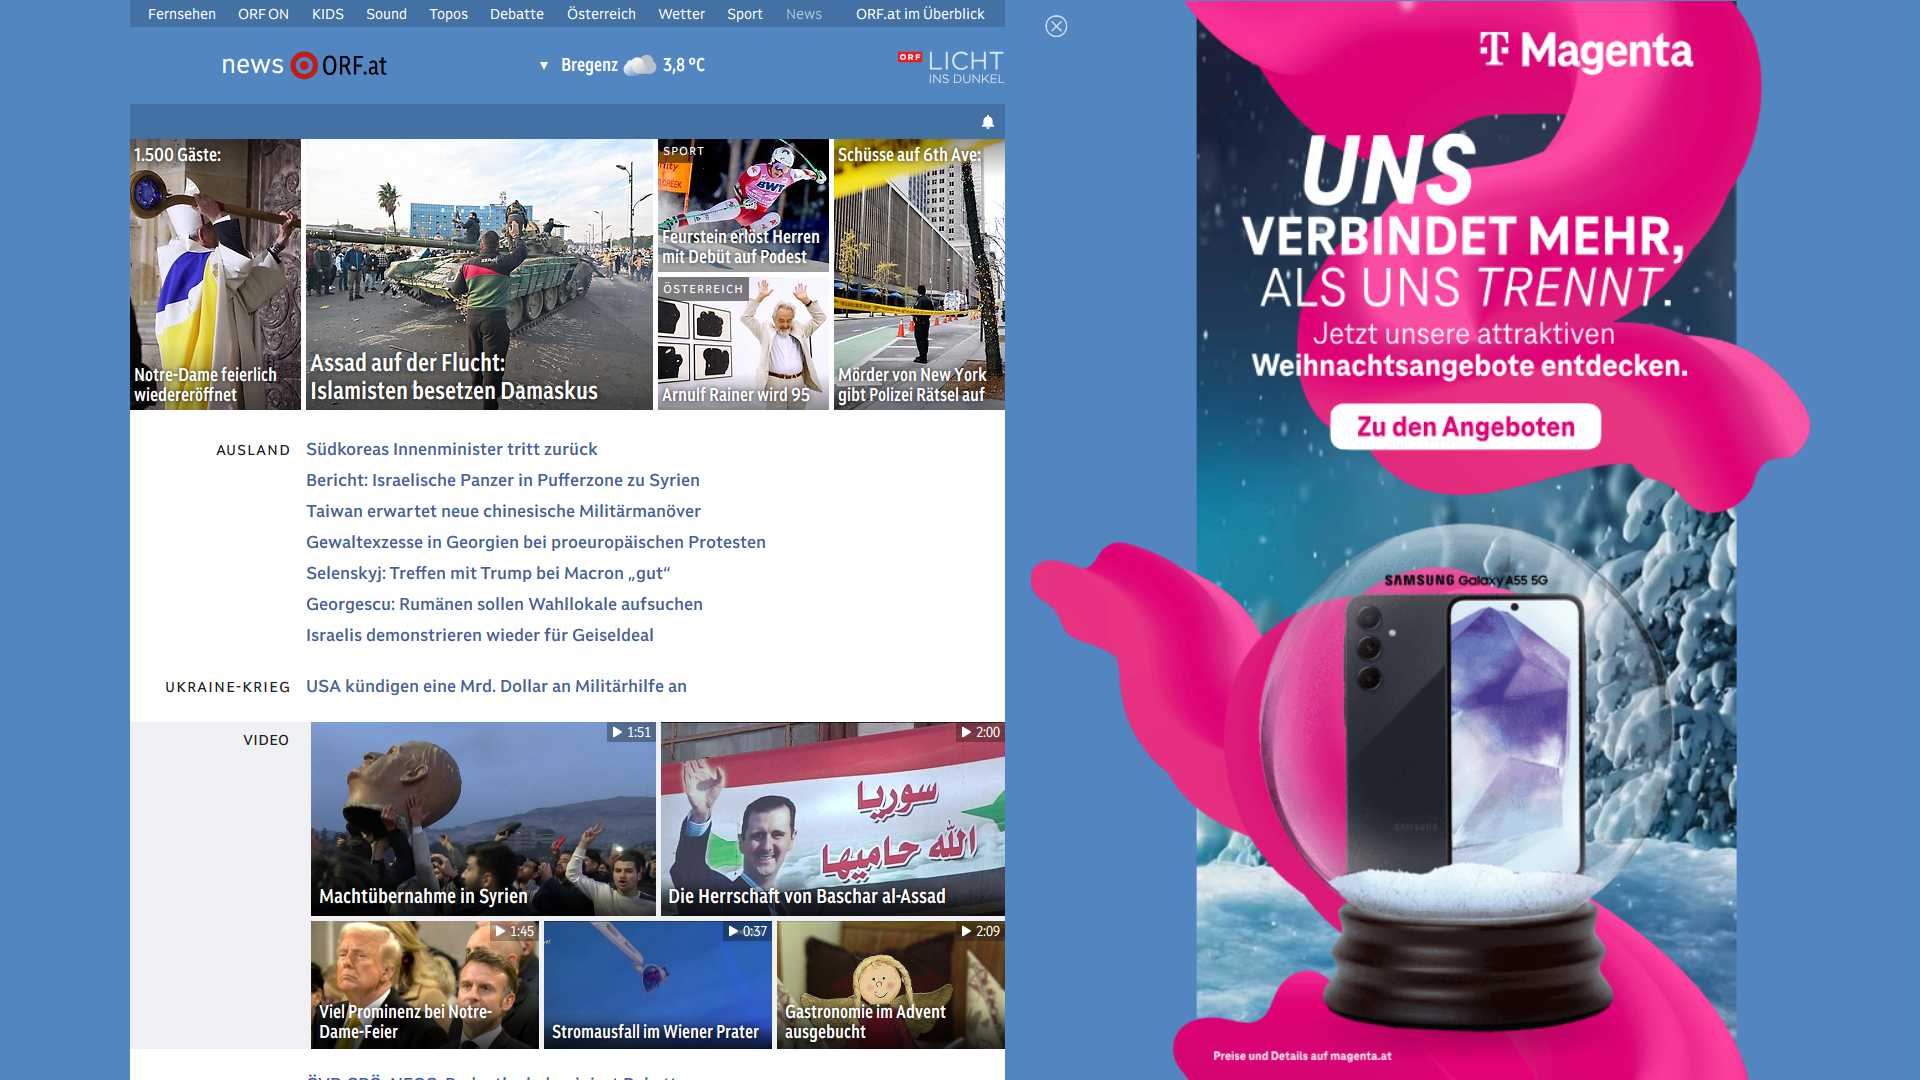 Fernsehen ORF ON KIDS Sound Topos Debatte Österreich Wetter Sport News ORF.at im Überblick
news ORF.at
Bregenz 3,8 °C
ORF LICHT
INS DUNKEL
1.500 Gäste:
Notre-Dame feierlich
wiedereröffnet
Assad auf der Flucht:
Islamisten besetzen Damaskus
SPORT
Feurstein erlöst Herren
mit Debüt auf Podest
BWT
CREEK
ÖSTERREICH
Arnulf Rainer wird 95
Schüsse auf 6th Ave:
Mörder von New York
gibt Polizei Rätsel auf
AUSLAND
Südkoreas Innenminister tritt zurück
Bericht: Israelische Panzer in Pufferzone zu Syrien
Taiwan erwartet neue chinesische Militärmanöver
Gewaltexzesse in Georgien bei proeuropäischen Protesten
Selenskyj: Treffen mit Trump bei Macron „gut“
Georgescu: Rumänen sollen Wahllokale aufsuchen
Israelis demonstrieren wieder für Geiseldeal
UKRAINE-KRIEG
USA kündigen eine Mrd. Dollar an Militärhilfe an
VIDEO
1:51
Machtübernahme in Syrien
2:00
سوريا
الله حاميها
Die Herrschaft von Baschar al-Assad
1:45
Viel Prominenz bei Notre-
Dame-Feier
0:37
Stromausfall im Wiener Prater
2:09
Gastronomie im Advent
ausgebucht
T Magenta
UNS
VERBINDET MEHR,
ALS UNS TRENNT.
Jetzt unsere attraktiven
Weihnachtsangebote entdecken.
Zu den Angeboten
SAMSUNG Galaxy A55 5G
SAMSUNG
Preise und Details auf magenta.at